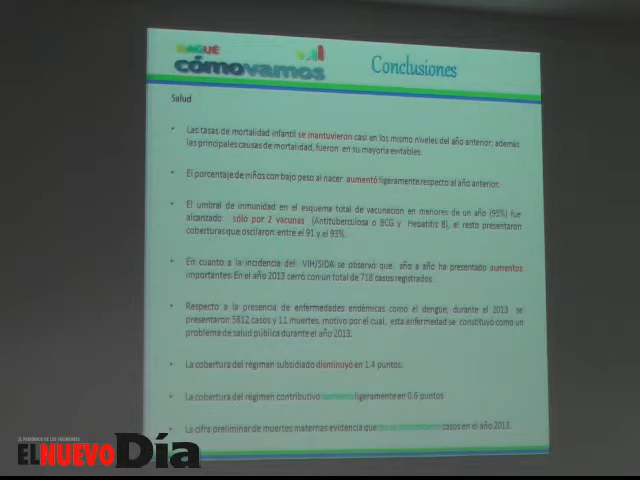 IBAGUÉ
cómovamos
Conclusiones
Salud
• Las tasas de mortalidad infantil se mantuvieron casi en los mismo niveles del año anterior; además
las principales causas de mortalidad, fueron en su mayoría evitables.
• El porcentaje de niños con bajo peso al nacer aumentó ligeramente respecto al año anterior.
• El umbral de inmunidad en el esquema total de vacunación en menores de un año (95%) fue
alcanzado sólo por 2 vacunas (Antituberculosa o BCG y Hepatitis B), el resto presentaron
coberturas que oscilaron entre el 91 y el 93%.
• En cuanto a la incidencia del VIH/SIDA se observó que año a año ha presentado aumentos
importantes. En el año 2013 cerró con un total de 718 casos registrados.
• Respecto a la presencia de enfermedades endémicas como el dengue, durante el 2013 se
presentaron 5812 casos y 11 muertes, motivo por el cual, esta enfermedad se constituyó como un
problema de salud pública durante el año 2013.
• La cobertura del régimen subsidiado disminuyó en 1.4 puntos.
• La cobertura del régimen contributivo aumentó ligeramente en 0.6 puntos
• La cifra preliminar de muertes maternas evidencia que no se presentaron casos en el año 2013.
EL PERIÓDICO DE LOS TOLIMENSES
EL NUEVO DíA